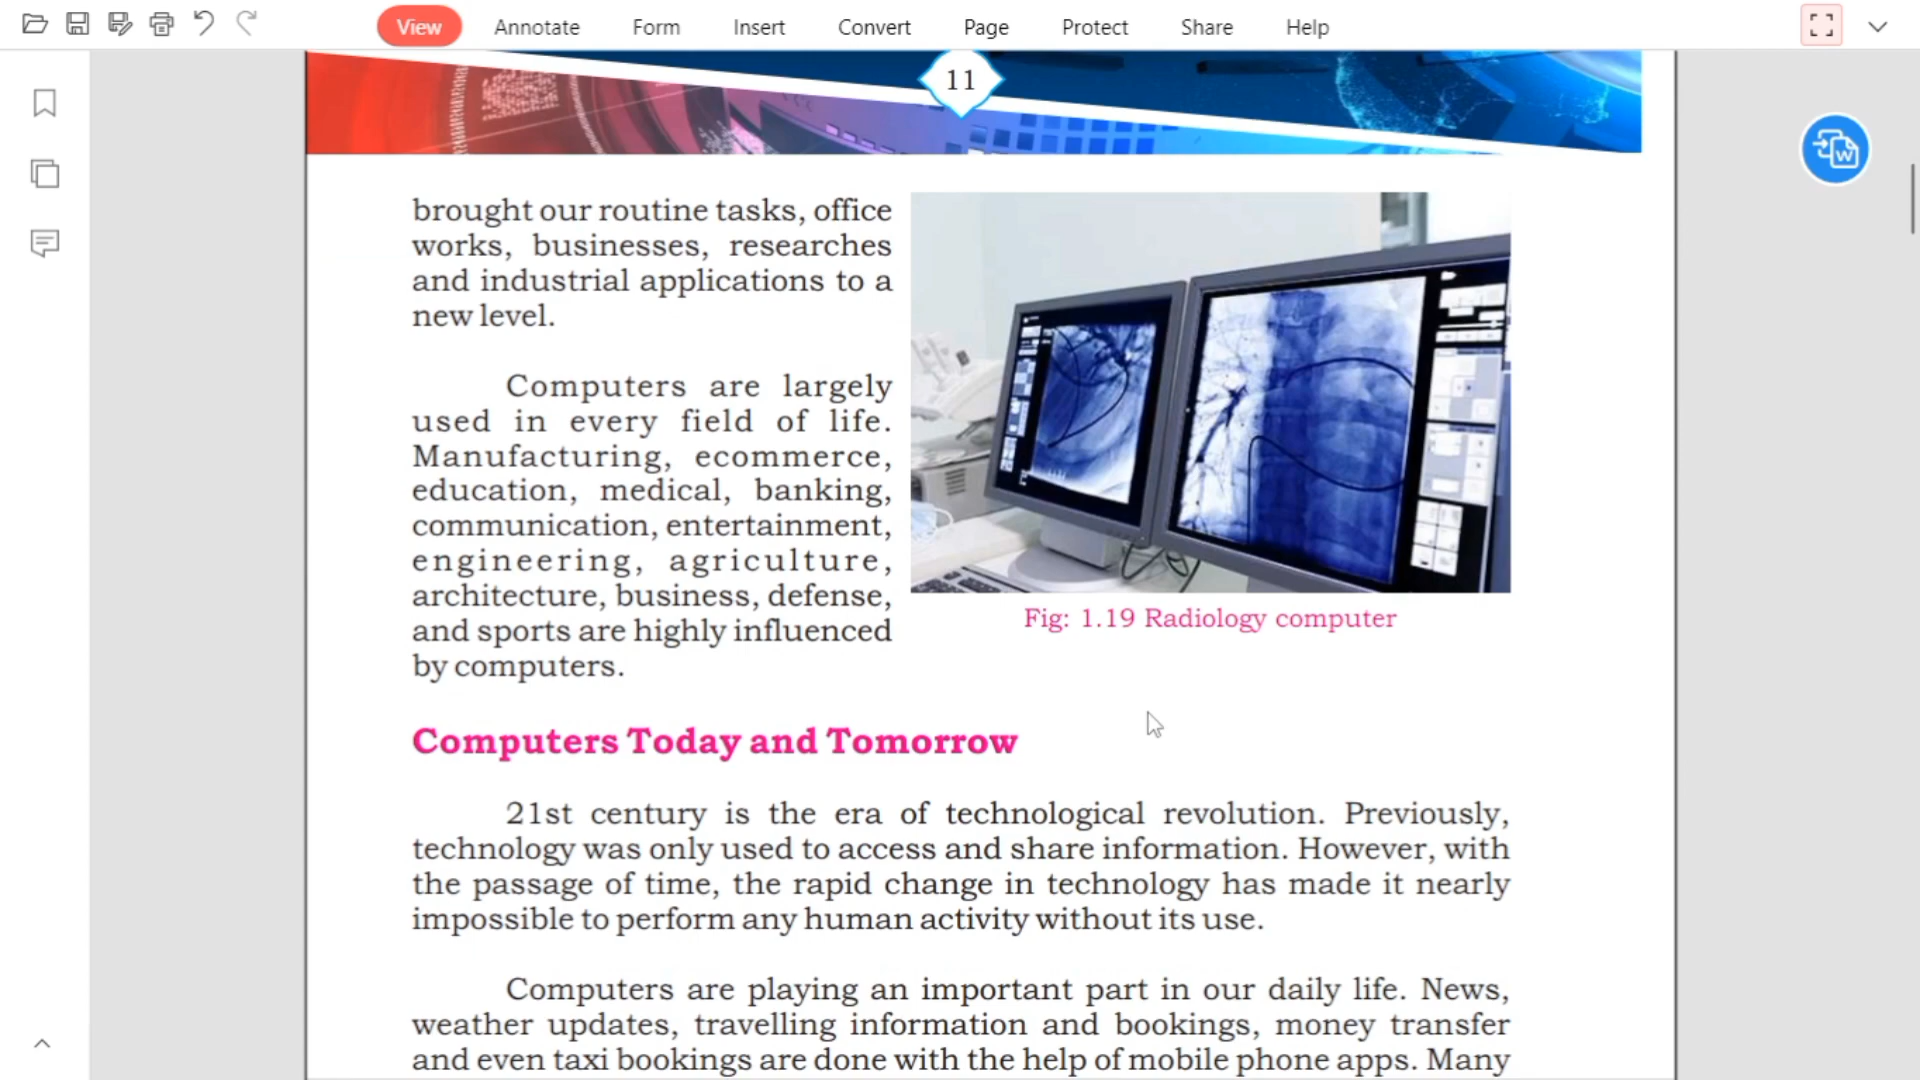 View Annotate Form Insert Convert Page Protect Share Help
11
W
brought our routine tasks, office
works, businesses, researches
and industrial applications to a
new level.
Computers are largely
used in every field of life.
Manufacturing, ecommerce,
education, medical, banking,
communication, entertainment,
engineering, agriculture,
architecture, business, defense,
and sports are highly influenced
by computers.
Fig: 1.19 Radiology computer
Computers Today and Tomorrow
21st century is the era of technological revolution. Previously,
technology was only used to access and share information. However, with
the passage of time, the rapid change in technology has made it nearly
impossible to perform any human activity without its use.
Computers are playing an important part in our daily life. News,
weather updates, travelling information and bookings, money transfer
and even taxi bookings are done with the help of mobile phone apps. Many